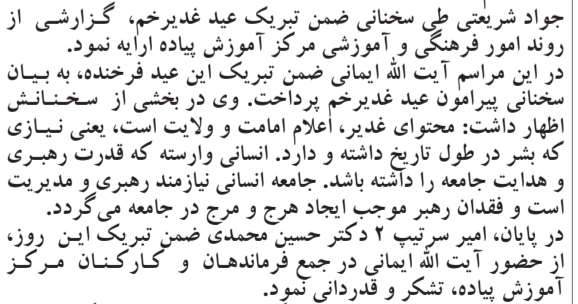 جواد شریعتی طی سخنانی ضمن تبریک عید غدیرخم، گزارشی از
روند امور فرهنگی و آموزشی مرکز آموزش پیاده ارایه نمود.
در این مراسم آیت الله ایمانی ضمن تبریک این عید فرخنده، به بیان
سخنانی پیرامون عید غدیرخم پرداخت. وی در بخشی از سخنانش
اظهار داشت: محتوای غدیر، اعلام امامت و ولایت است، یعنی نیازی
که بشر در طول تاریخ داشته و دارد. انسانی وارسته که قدرت رهبری
و هدایت جامعه را داشته باشد. جامعه انسانی نیازمند رهبری و مدیریت
است و فقدان رهبر موجب ایجاد هرج و مرج در جامعه می‌گردد.
در پایان، امیر سرتیپ ۲ دکتر حسین محمدی ضمن تبریک این روز،
از حضور آیت الله ایمانی در جمع فرماندهان و کارکنان مرکز
آموزش پیاده، تشکر و قدردانی نمود.